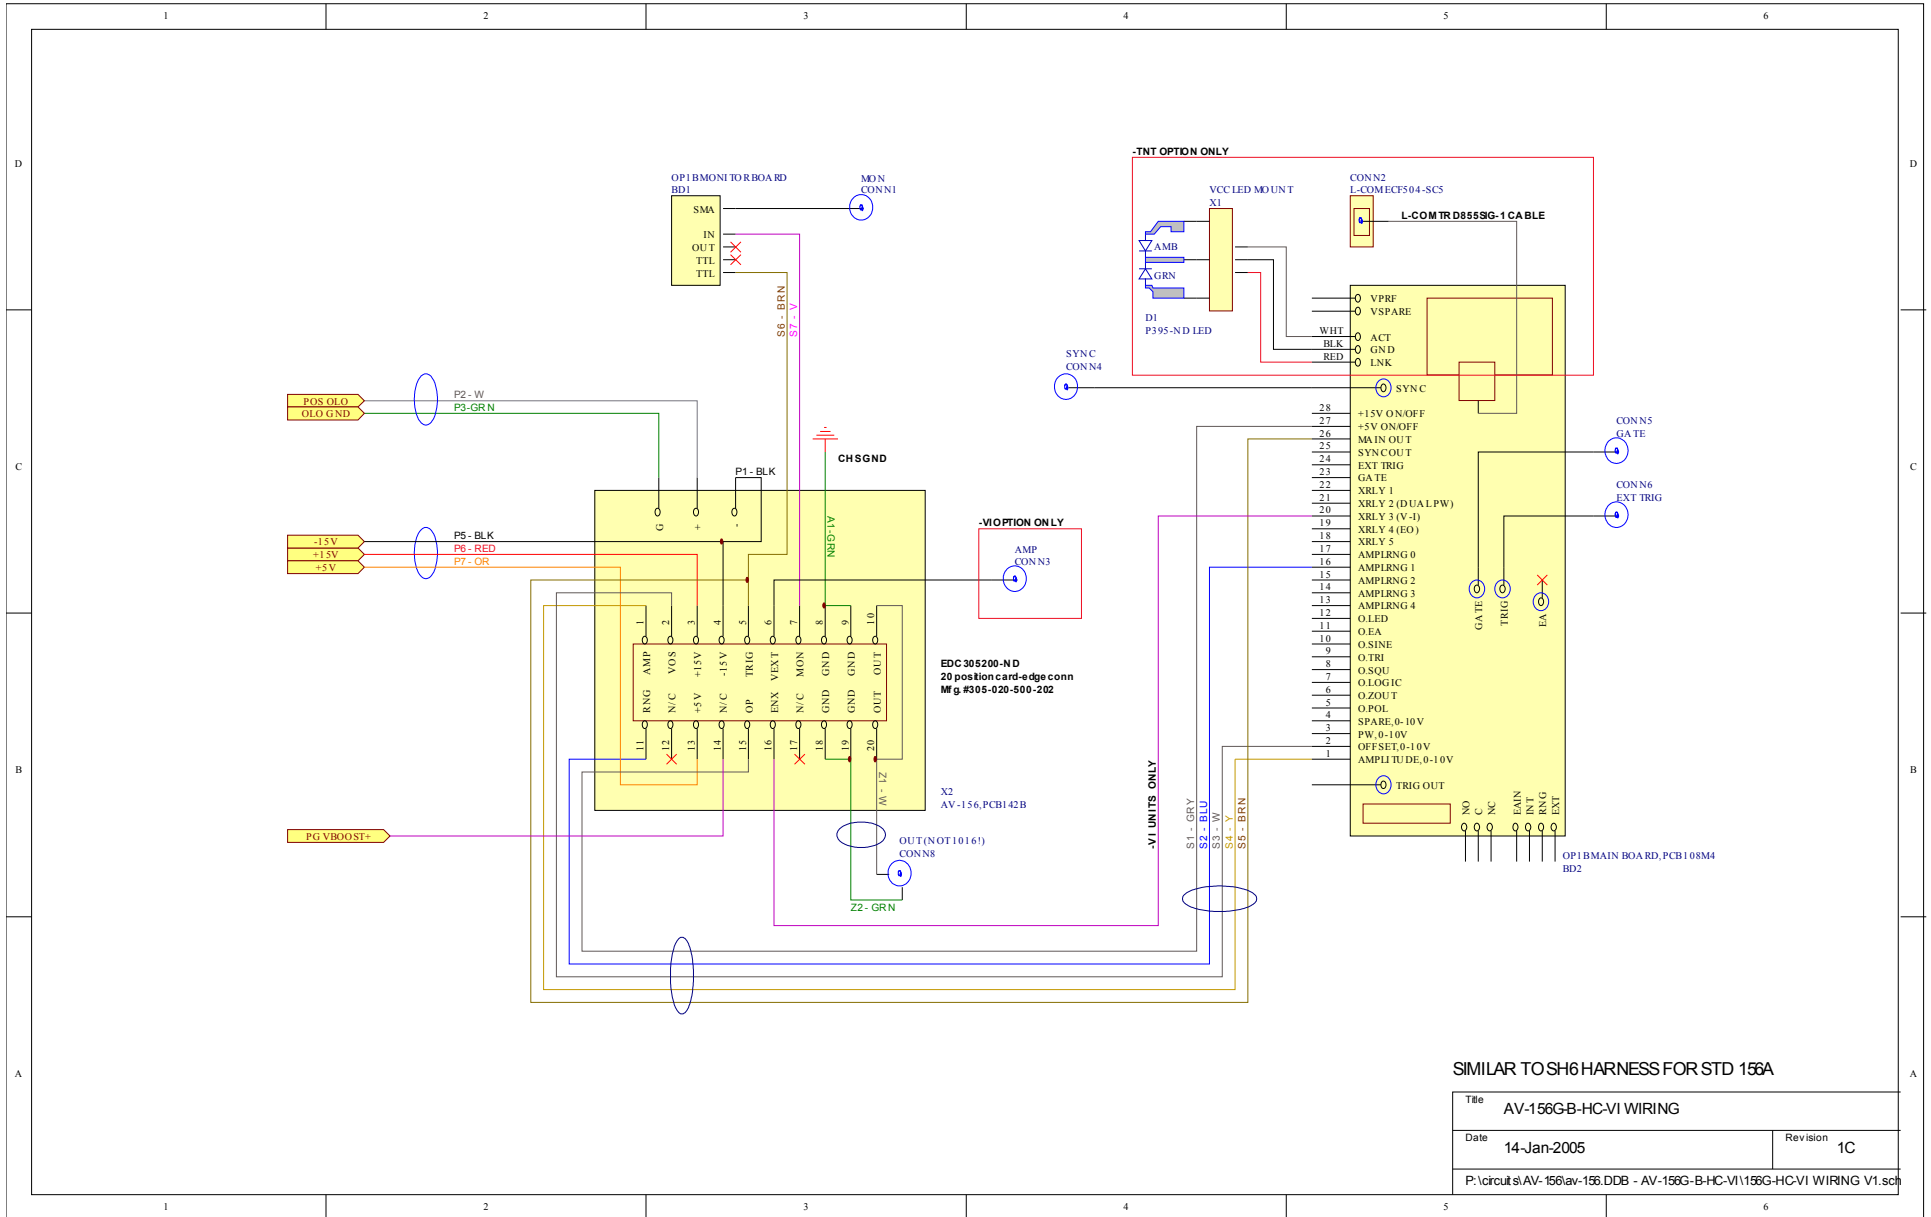 1 2 3 4 5 6
D
C
B
A
D
C
B
A
-TNT OPTION ONLY
OP1B MONITOR BOARD
BD1
SMA
IN
OUT
TTL
TTL
MON
CONN1
S6 - BRN
S7 - V
VCC LED MOUNT
X1
AMB
GRN
D1
P395-ND LED
CONN2
L-COM ECF504-SC5
L-COM TRD855SIG-1 CABLE
WHT
BLK
RED
VPRF
VSPARE
ACT
GND
LNK
SYNC
CONN4
SYNC
POS OLO
OLO GND
P2 - W
P3-GRN
-15V
+15V
+5V
P5 - BLK
P6 - RED
P7 - OR
P1 - BLK
G
+
-
CHSGND
A1-GRN
-VI OPTION ONLY
AMP
CONN3
1 2 3 4 5 6 7 8 9 10
AMP VOS +15V -15V TRIG VEXT MON GND GND OUT
RNG N/C +5V N/C OP ENX N/C GND GND OUT
11 12 13 14 15 16 17 18 19 20
EDC305200-ND
20 position card-edge conn
Mfg. #305-020-500-202
X2
AV-156, PCB142B
Z1 - W
OUT (NOT 1016!)
CONN8
Z2 - GRN
PG VBOOST+
28 +15V ON/OFF
27 +5V ON/OFF
26 MAIN OUT
25 SYNC OUT
24 EXT TRIG
23 GATE
22 XRLY 1
21 XRLY 2 (DUAL PW)
20 XRLY 3 (V-I)
19 XRLY 4 (EO)
18 XRLY 5
17 AMPLRNG 0
16 AMPLRNG 1
15 AMPLRNG 2
14 AMPLRNG 3
13 AMPLRNG 4
12 O.LED
11 O.EA
10 O.SINE
9 O.TRI
8 O.SQU
7 O.LOGIC
6 O.ZOUT
5 O.POL
4 SPARE, 0-10V
3 PW, 0-10V
2 OFFSET, 0-10V
1 AMPLITUDE, 0-10V
TRIG OUT
GATE
TRIG
EA
CONN5
GATE
CONN6
EXT TRIG
NO
C
NC
EAIN
INT
RNG
EXT
OP1B MAIN BOARD, PCB108M4
BD2
-VI UNITS ONLY
S1 - GRY
S2 - BLU
S3 - W
S4 - Y
S5 - BRN
SIMILAR TO SH6 HARNESS FOR STD 156A
Title AV-156G-B-HC-VI WIRING
Date 14-Jan-2005
Revision 1C
P:\circuits\AV-156\av-156.DDB - AV-156G-B-HC-VI\156G-HC-VI WIRING V1.sch
1 2 3 4 5 6